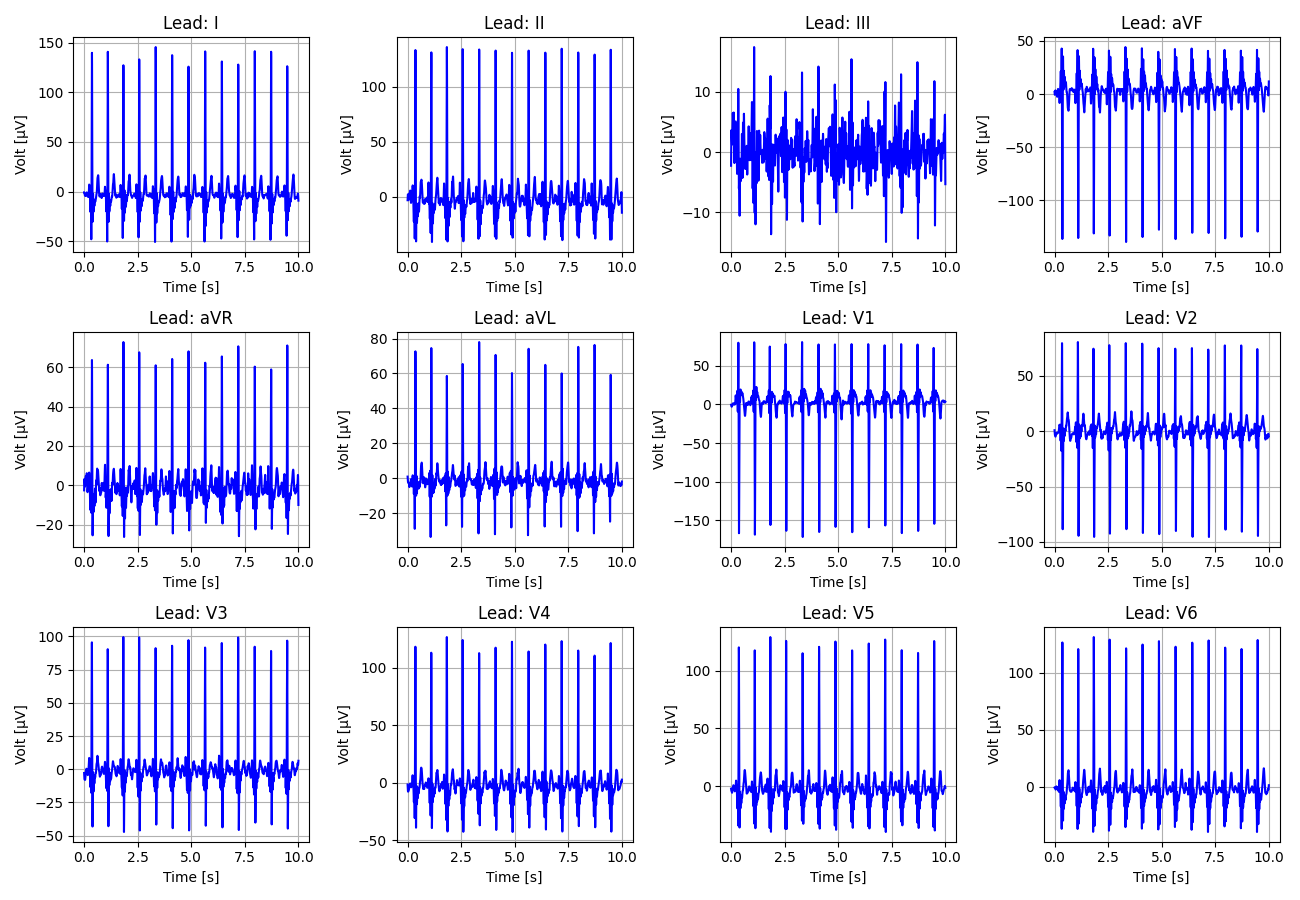 Lead: I
Lead: II
Lead: III
Lead: aVF
150
100
50
0
−50
Volt [µV]
0.0 2.5 5.0 7.5 10.0
Time [s]
100
50
0
Volt [µV]
0.0 2.5 5.0 7.5 10.0
Time [s]
10
0
−10
Volt [µV]
0.0 2.5 5.0 7.5 10.0
Time [s]
50
0
−50
−100
Volt [µV]
0.0 2.5 5.0 7.5 10.0
Time [s]
Lead: aVR
Lead: aVL
Lead: V1
Lead: V2
60
40
20
0
−20
Volt [µV]
0.0 2.5 5.0 7.5 10.0
Time [s]
80
60
40
20
0
−20
Volt [µV]
0.0 2.5 5.0 7.5 10.0
Time [s]
50
0
−50
−100
−150
Volt [µV]
0.0 2.5 5.0 7.5 10.0
Time [s]
50
0
−50
−100
Volt [µV]
0.0 2.5 5.0 7.5 10.0
Time [s]
Lead: V3
Lead: V4
Lead: V5
Lead: V6
100
75
50
25
0
−25
−50
Volt [µV]
0.0 2.5 5.0 7.5 10.0
Time [s]
100
50
0
−50
Volt [µV]
0.0 2.5 5.0 7.5 10.0
Time [s]
100
50
0
Volt [µV]
0.0 2.5 5.0 7.5 10.0
Time [s]
100
50
0
Volt [µV]
0.0 2.5 5.0 7.5 10.0
Time [s]